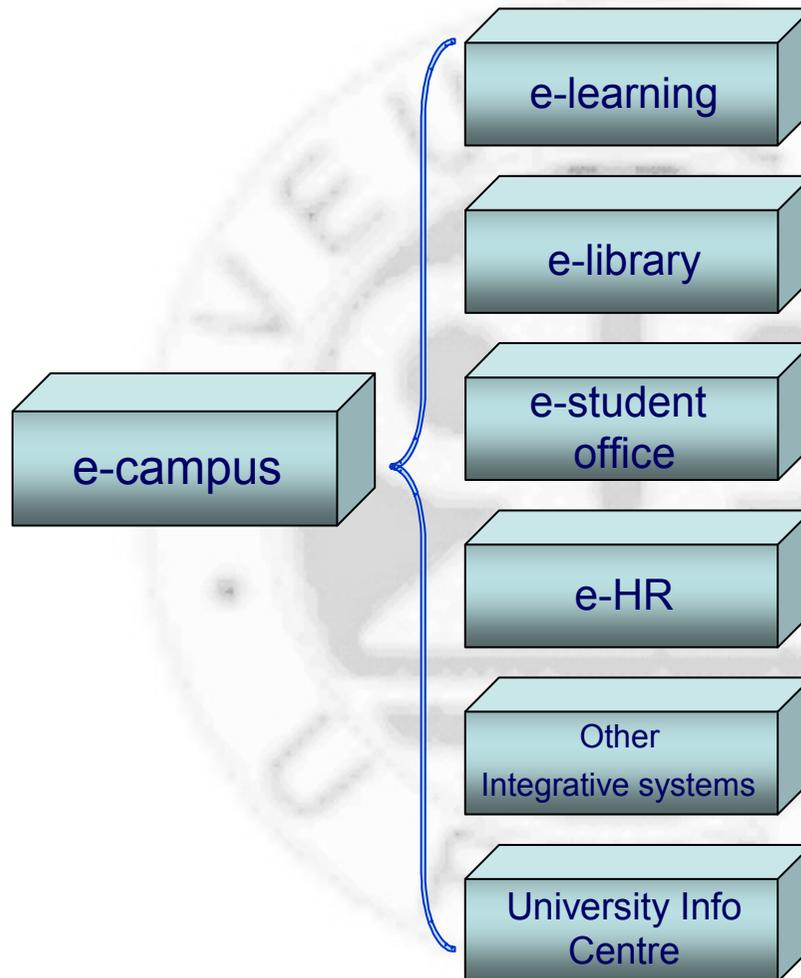 e-campus
e-learning
e-library
e-student
office
e-HR
Other
Integrative systems
University Info
Centre